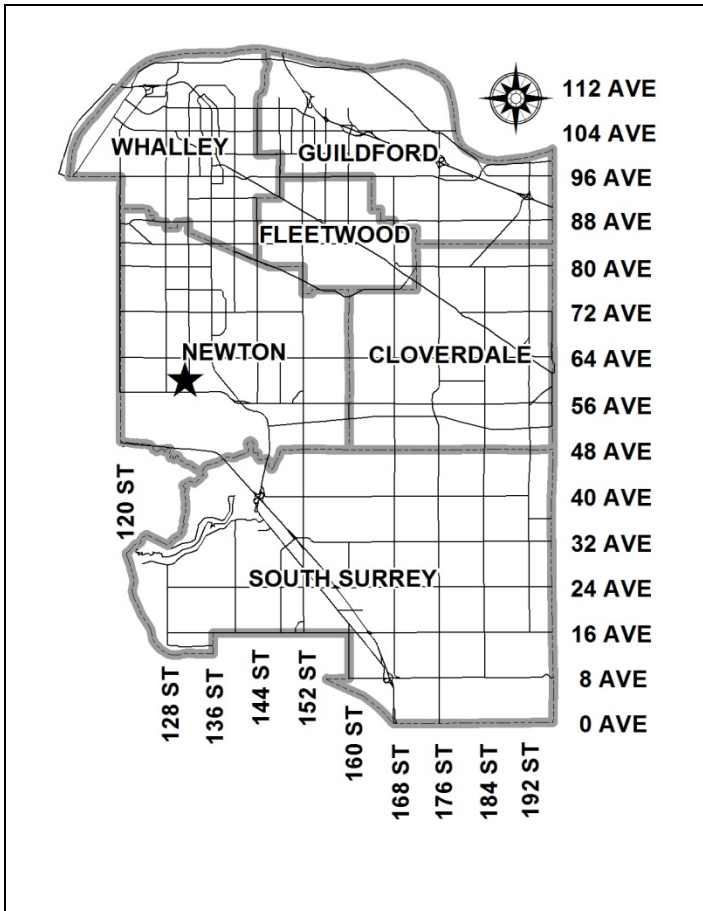 112 AVE
104 AVE
WHALLEY
GUILDFORD
96 AVE
88 AVE
FLEETWOOD
80 AVE
72 AVE
NEWTON
CLOVERDALE
64 AVE
56 AVE
48 AVE
120 ST
40 AVE
32 AVE
SOUTH SURREY
24 AVE
16 AVE
128 ST
136 ST
144 ST
152 ST
160 ST
8 AVE
0 AVE
168 ST
176 ST
184 ST
192 ST